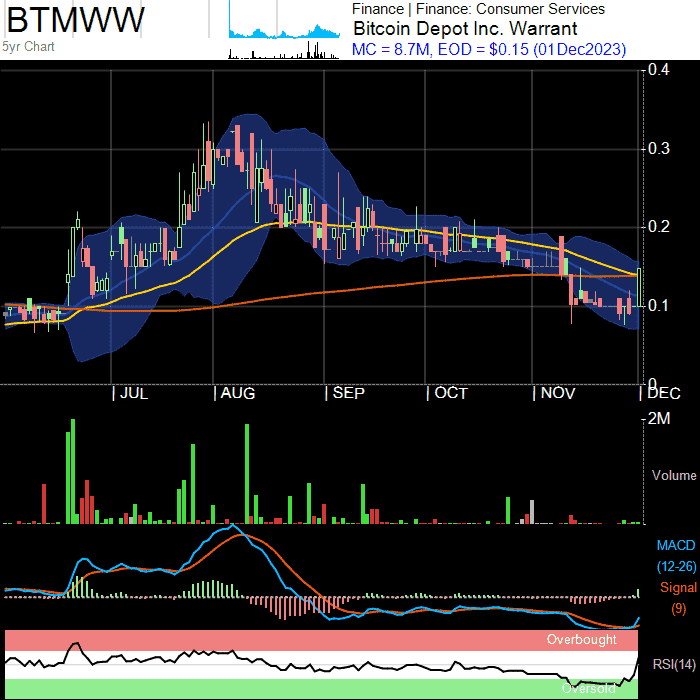 BTMWW
5yr Chart
Finance | Finance: Consumer Services
Bitcoin Depot Inc. Warrant
MC = 8.7M, EOD = $0.15 (01Dec2023)
0.4
0.3
0.2
0.1
0
JUL AUG SEP OCT NOV DEC
2M
Volume
MACD
(12-26)
Signal
(9)
Overbought
RSI(14)
Oversold